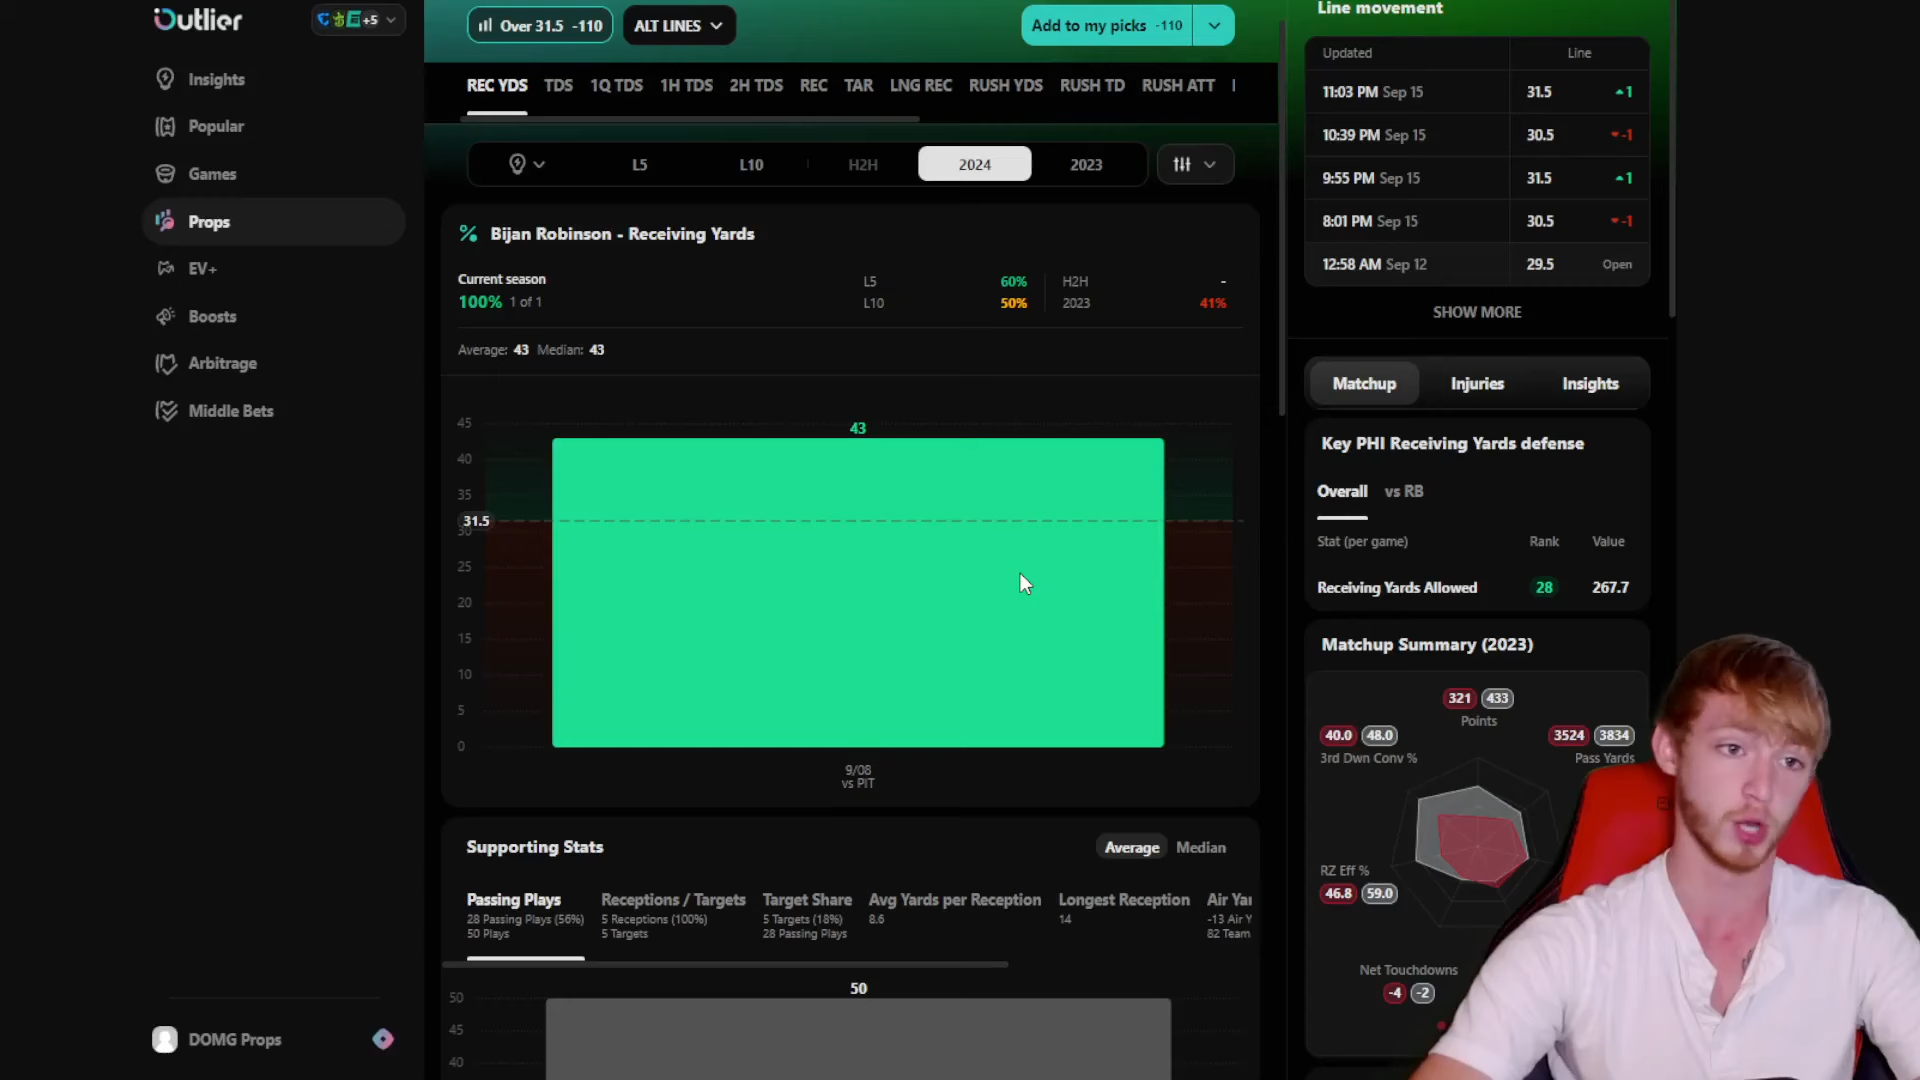 Outlier
+5
Insights
Popular
Games
Props
EV+
Boosts
Arbitrage
Middle Bets
DOMG Props
Over 31.5 -110
ALT LINES
Add to my picks -110
REC YDS TDS 1Q TDS 1H TDS 2H TDS REC TAR LNG REC RUSH YDS RUSH TD RUSH ATT
L5 L10 H2H 2024 2023
Bijan Robinson - Receiving Yards
Current season
100% 1 of 1
L5 60% H2H -
L10 50% 2023 41%
Average: 43 Median: 43
45
43
40
35
31.5
30
25
20
15
10
5
0
9/08
vs PIT
Supporting Stats
Average Median
Passing Plays Receptions / Targets Target Share Avg Yards per Reception Longest Reception Air Yar
28 Passing Plays (56%) 5 Receptions (100%) 5 Targets (18%) 8.6 14 -13 Air Y
50 Plays 5 Targets 28 Passing Plays 82 Team
50
50
45
40
Line movement
Updated Line
11:03 PM Sep 15 31.5 1
10:39 PM Sep 15 30.5 -1
9:55 PM Sep 15 31.5 1
8:01 PM Sep 15 30.5 -1
12:58 AM Sep 12 29.5 Open
SHOW MORE
Matchup Injuries Insights
Key PHI Receiving Yards defense
Overall vs RB
Stat (per game) Rank Value
Receiving Yards Allowed 28 267.7
Matchup Summary (2023)
321 433
Points
40.0 48.0
3rd Dwn Conv %
3524 3834
Pass Yards
RZ Eff %
46.8 59.0
Net Touchdowns
-4 -2